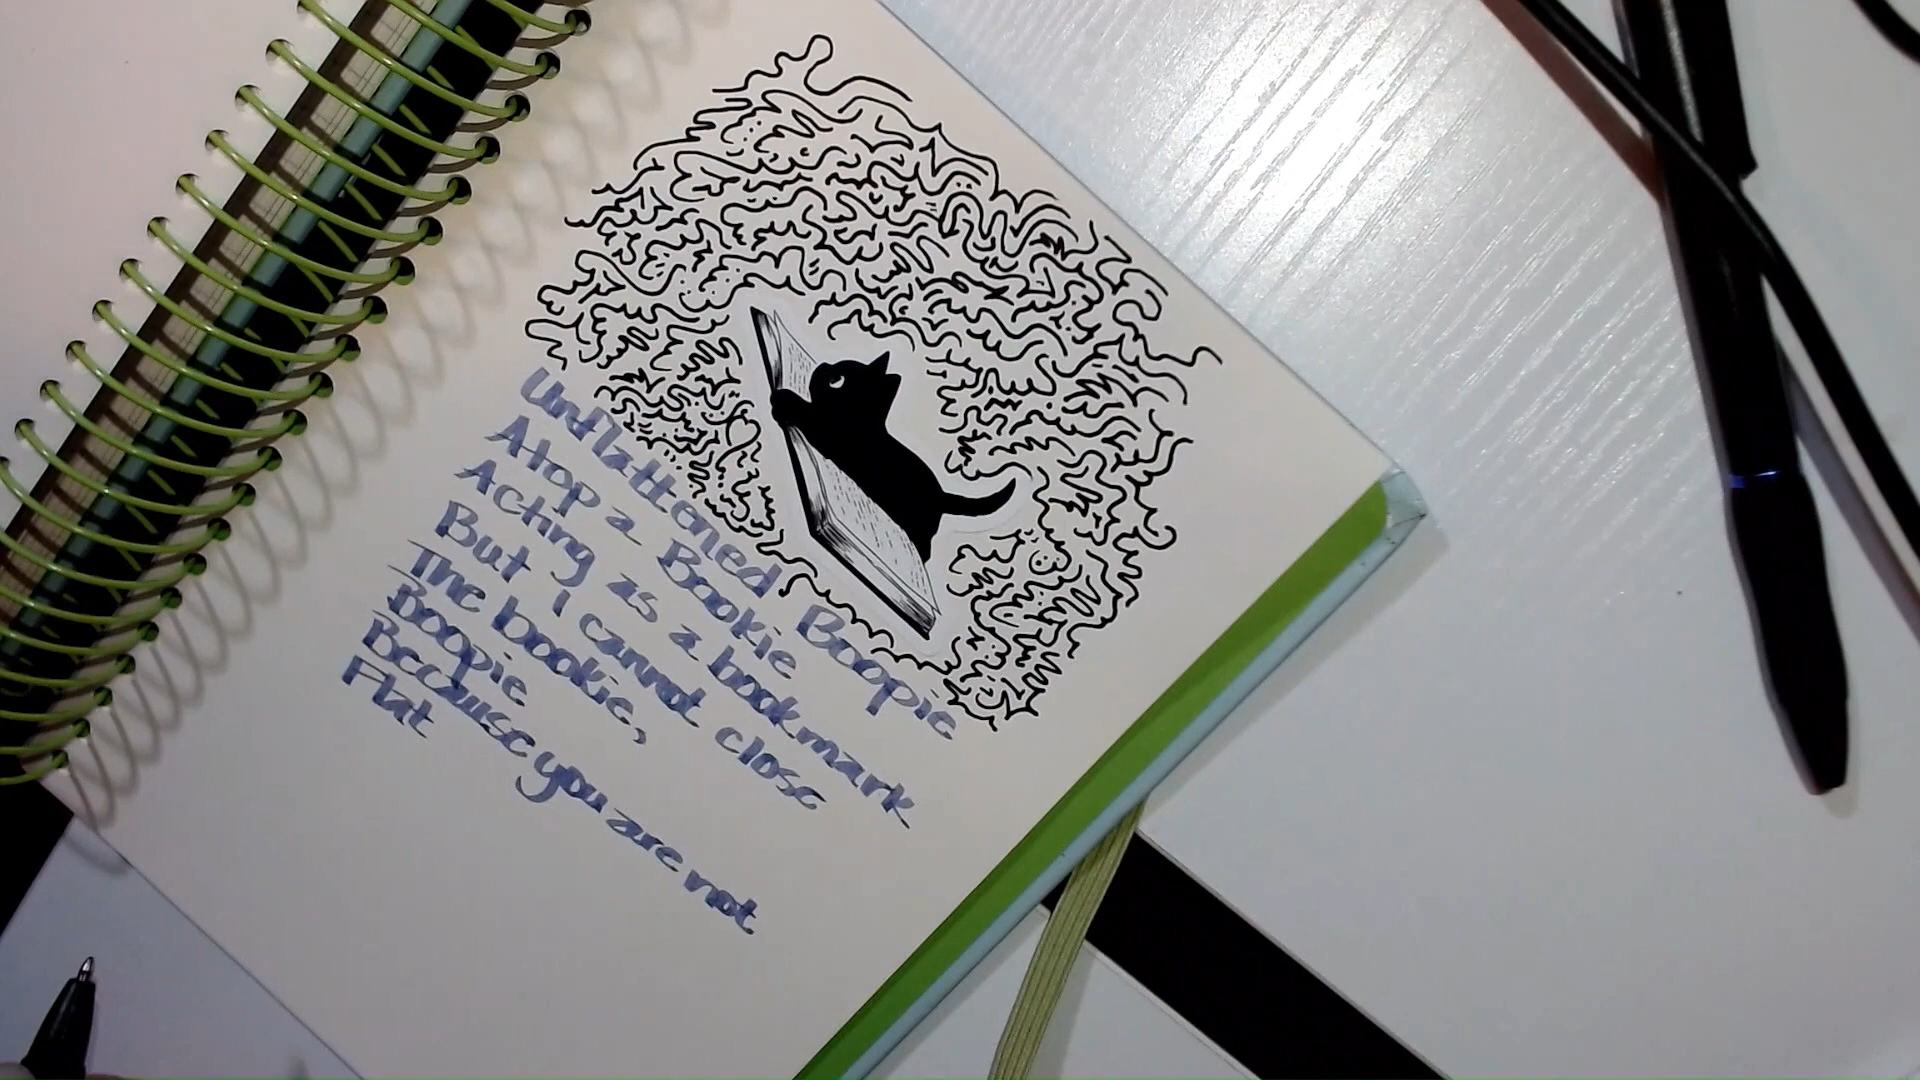 Unflattened Boopie
Atop a Bookie
Acting as a bookmark
But I cannot close
The bookie,
Boopie
Because you are not
Flat